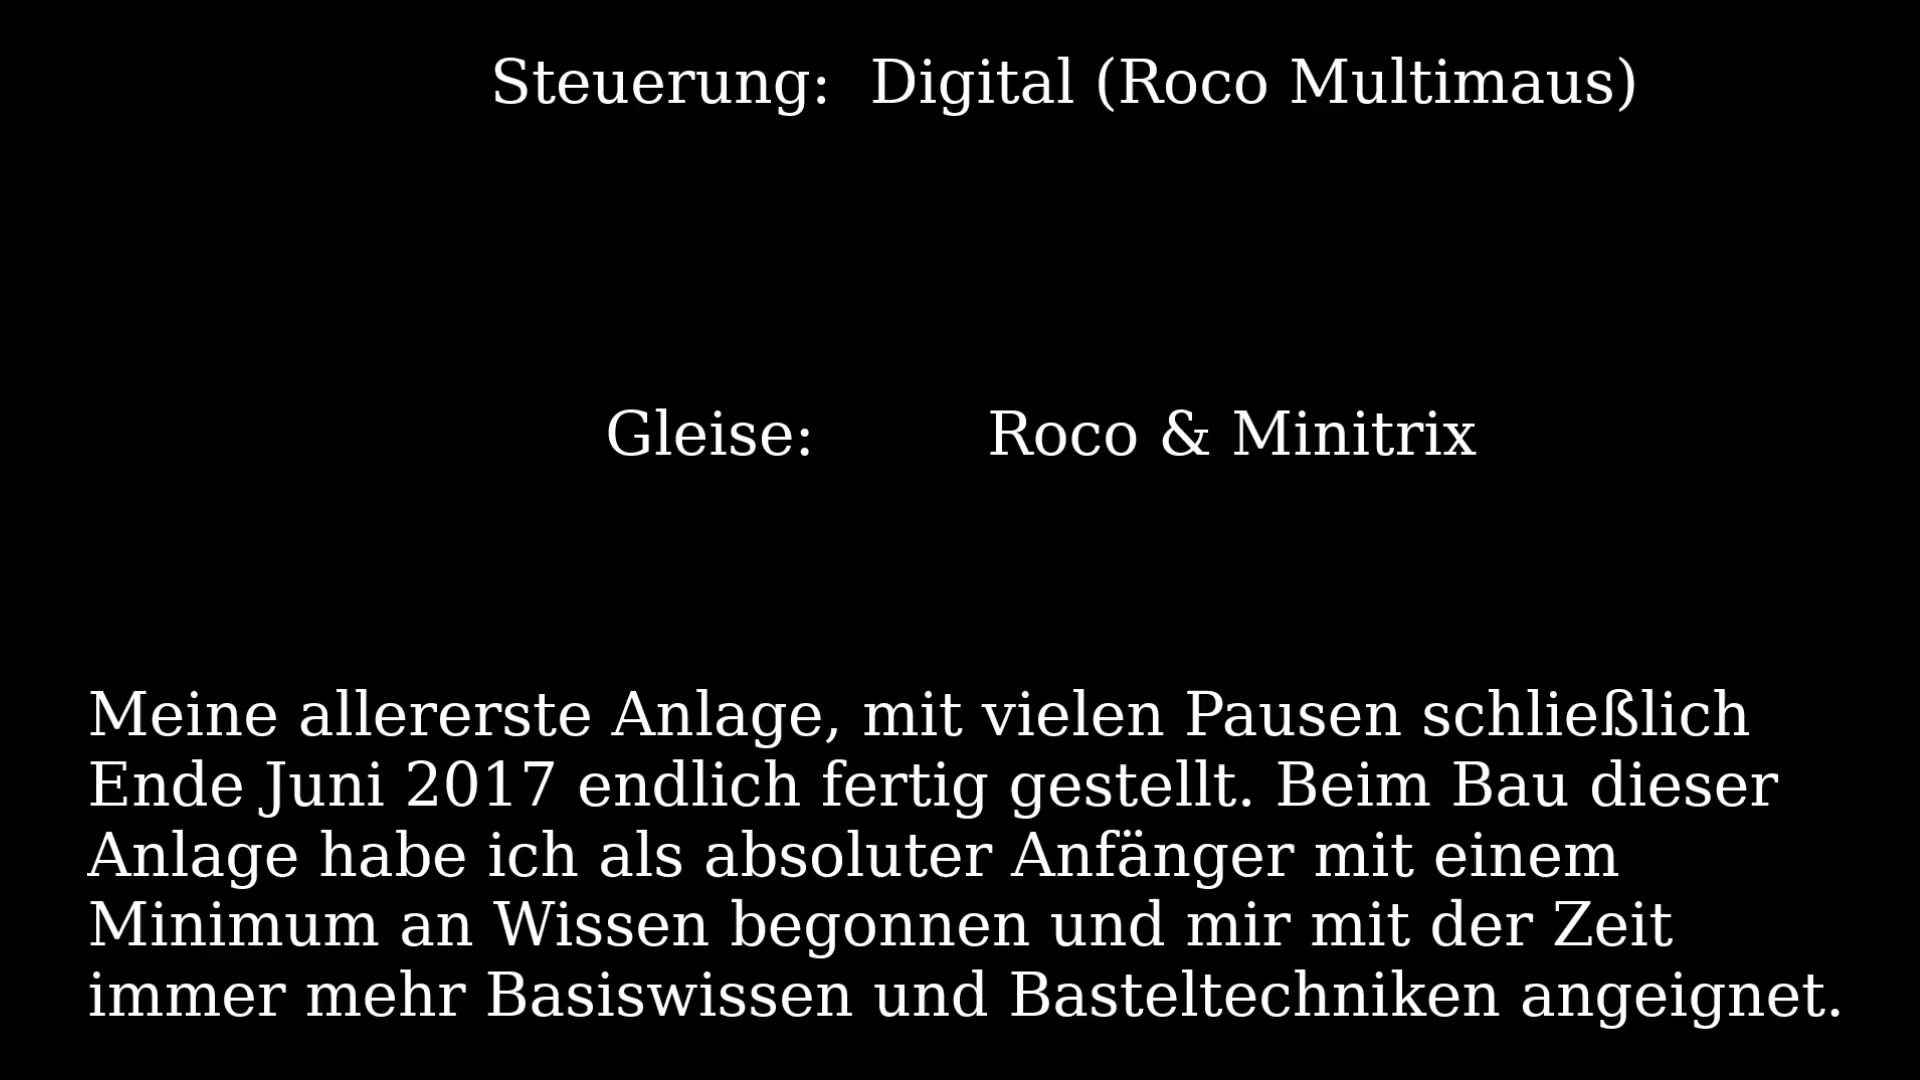 Steuerung: Digital (Roco Multimaus)
Gleise: Roco & Minitrix
Meine allererste Anlage, mit vielen Pausen schließlich
Ende Juni 2017 endlich fertig gestellt. Beim Bau dieser
Anlage habe ich als absoluter Anfänger mit einem
Minimum an Wissen begonnen und mir mit der Zeit
immer mehr Basiswissen und Basteltechniken angeignet.